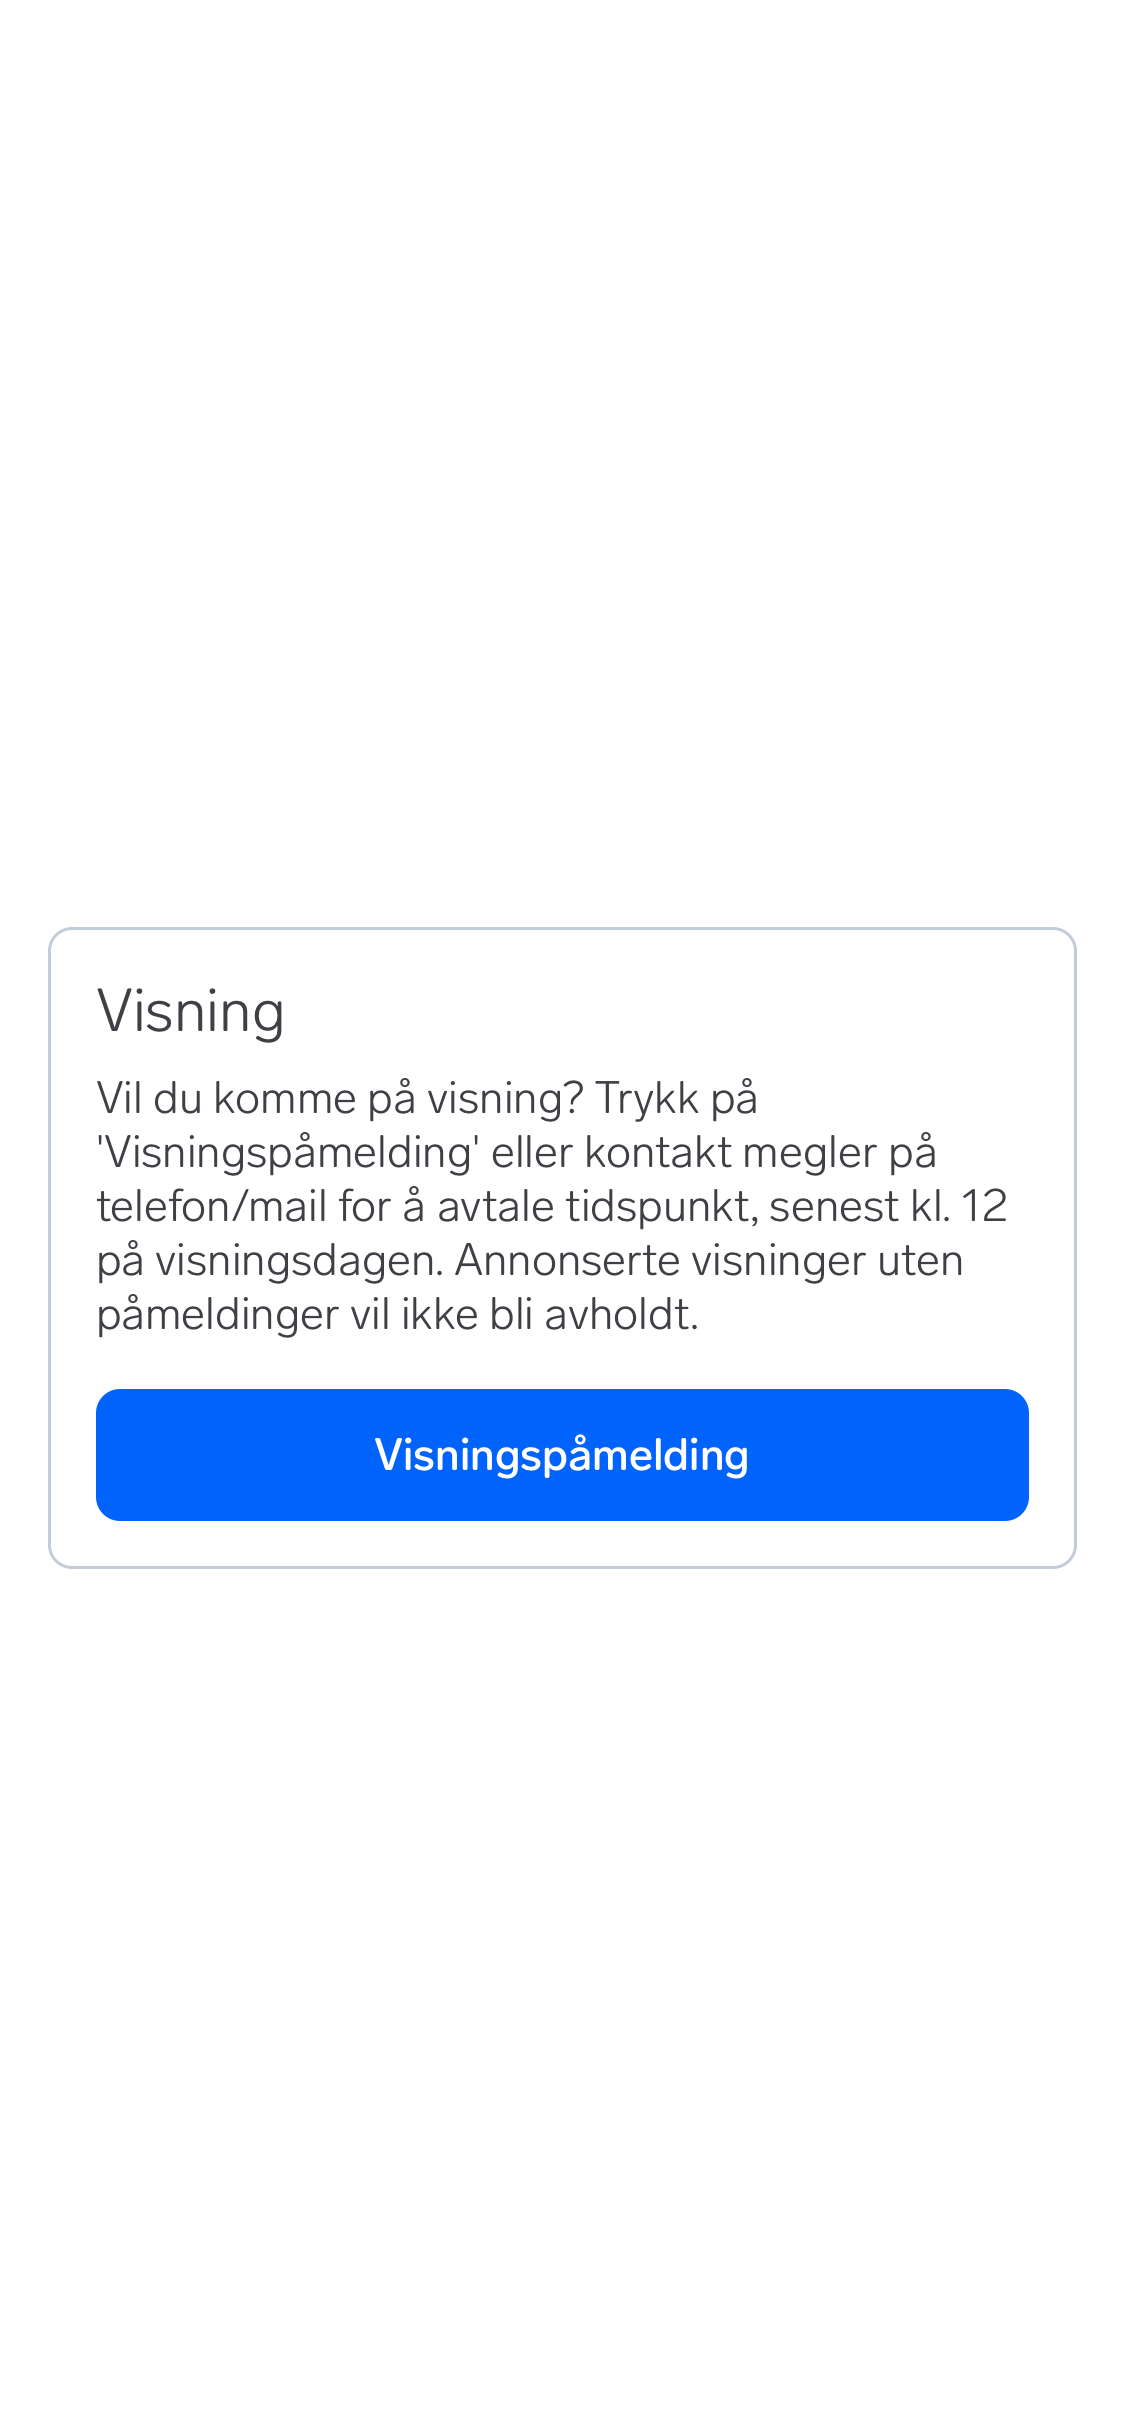 Visning
Vil du komme på visning? Trykk på
'Visningspåmelding' eller kontakt megler på
telefon/mail for å avtale tidspunkt, senest kl. 12
på visningsdagen. Annonserte visninger uten
påmeldinger vil ikke bli avholdt.
Visningspåmelding